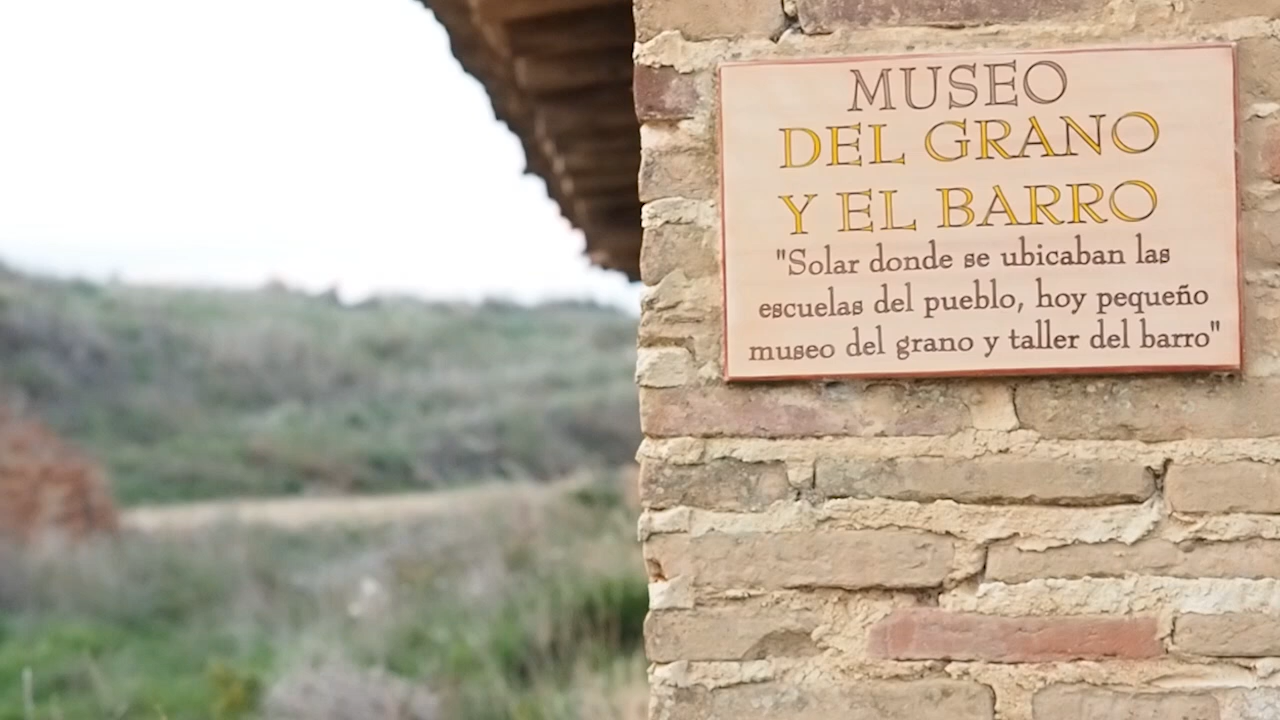 MUSEO
DEL GRANO
Y EL BARRO
"Solar donde se ubicaban las
escuelas del pueblo, hoy pequeño
museo del grano y taller del barro"